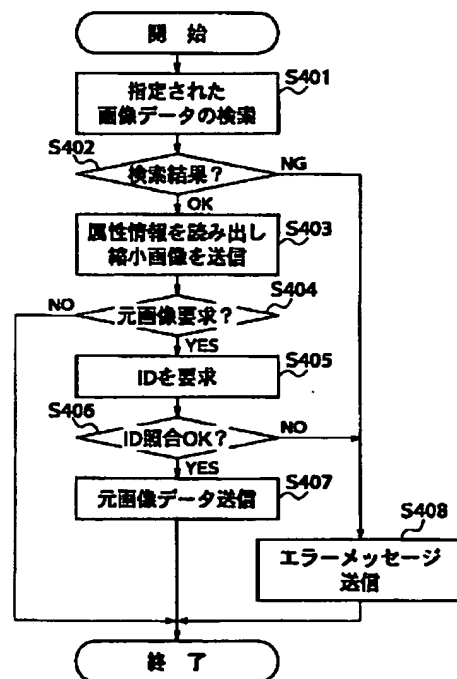 開 始
S401
指定された
画像データの検索
S402
検索結果?
NG
OK
属性情報を読み出し
縮小画像を送信
S403
S404
NO
元画像要求?
YES
S405
IDを要求
S406
ID照合OK?
NO
YES
S407
元画像データ送信
S408
エラーメッセージ
送信
終 了